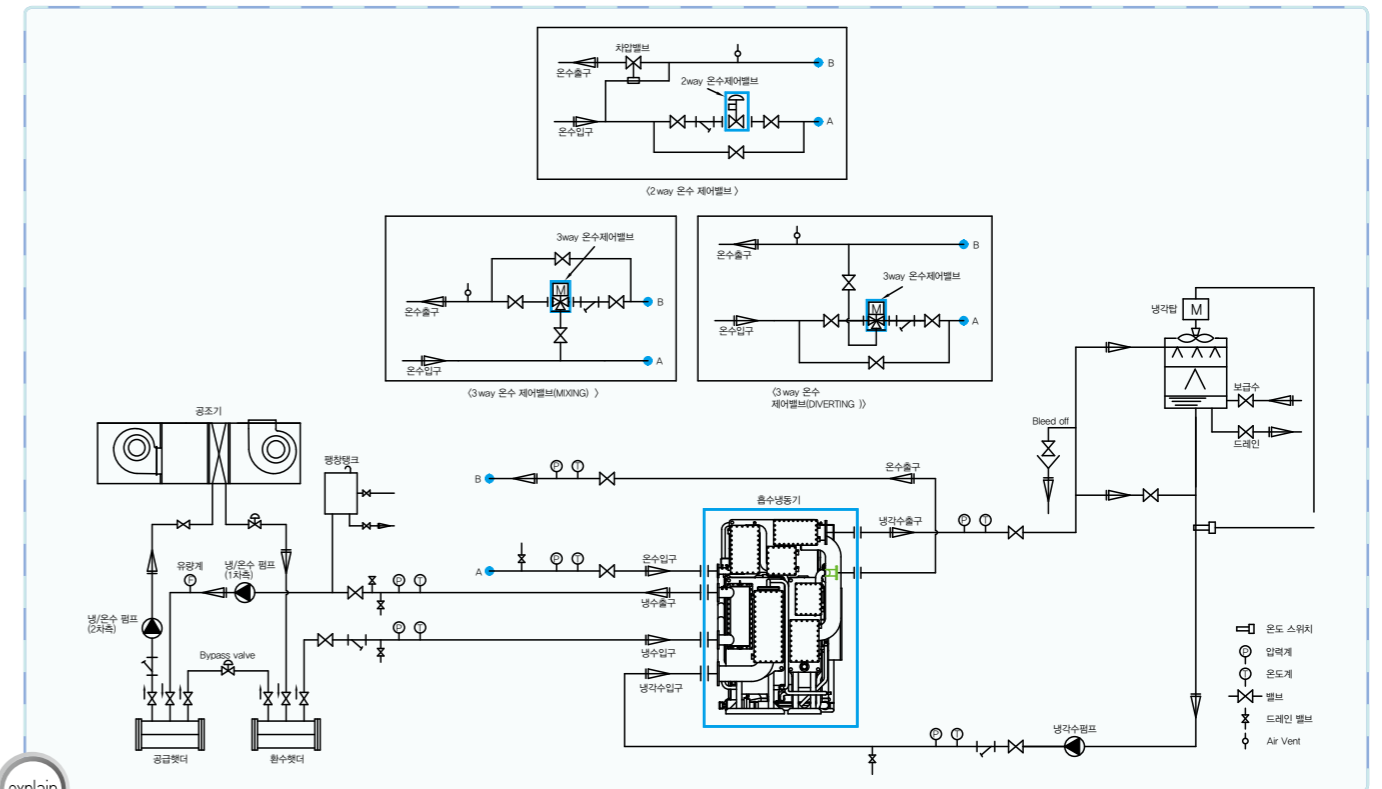 차압밸브
온수출구
B
2way 온수제어밸브
A
온수입구
〈2 way 온수 제어밸브 〉
3way 온수제어밸브
M
B
온수출구
A
온수입구
〈3 way 온수 제어밸브(MIXING) 〉
B
온수출구
3way 온수제어밸브
M
A
온수입구
〈3 way 온수
제어밸브(DIVERTING )〉
냉각탑
M
보급수
드레인
Bleed off
공조기
팽창탱크
B
P T
온수출구
흡수냉동기
냉각수출구
P T
A
P T
온수입구
유량계
F
냉/온수 펌프
(1차측)
P T
냉수출구
냉/온수 펌프
(2차측)
P T
냉수입구
Bypass valve
냉각수입구
공급햇더
환수햇더
P T
냉각수펌프
온도 스위치
P 압력계
T 온도계
밸브
드레인 밸브
Air Vent
explain